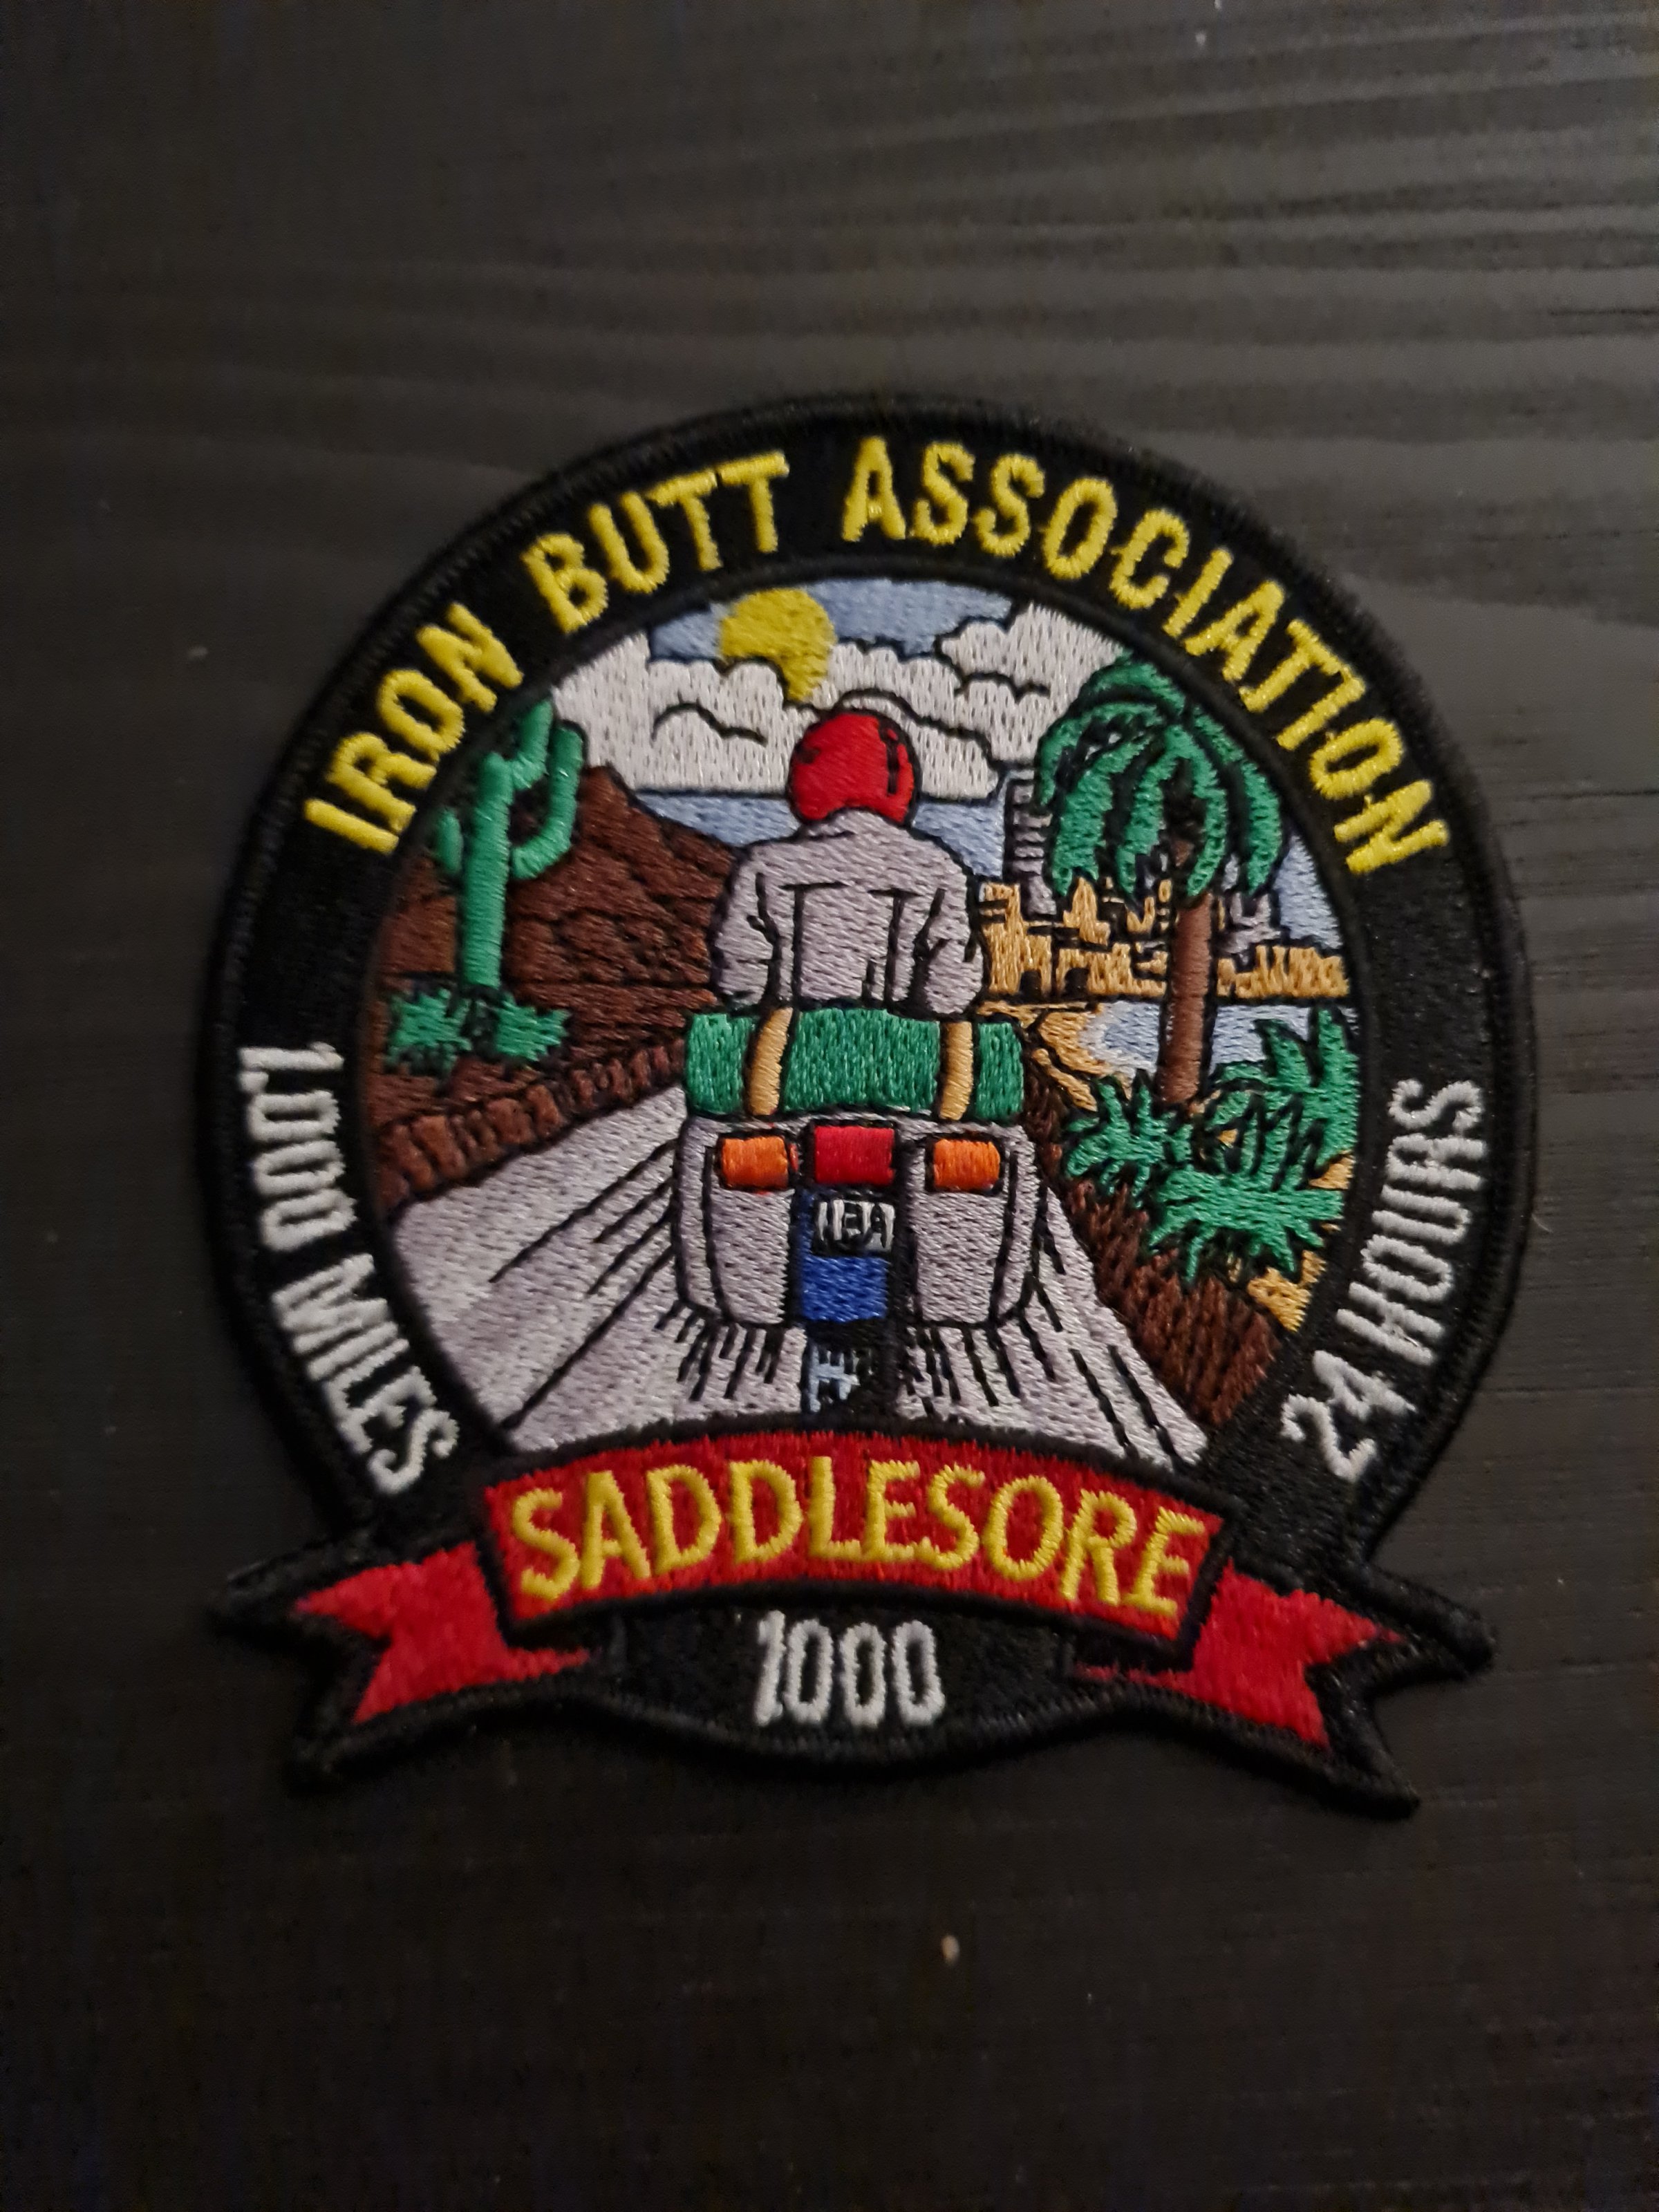 IRON BUTT ASSOCIATION
1,000 MILES
24 HOURS
IBA
SADDLESORE
1000